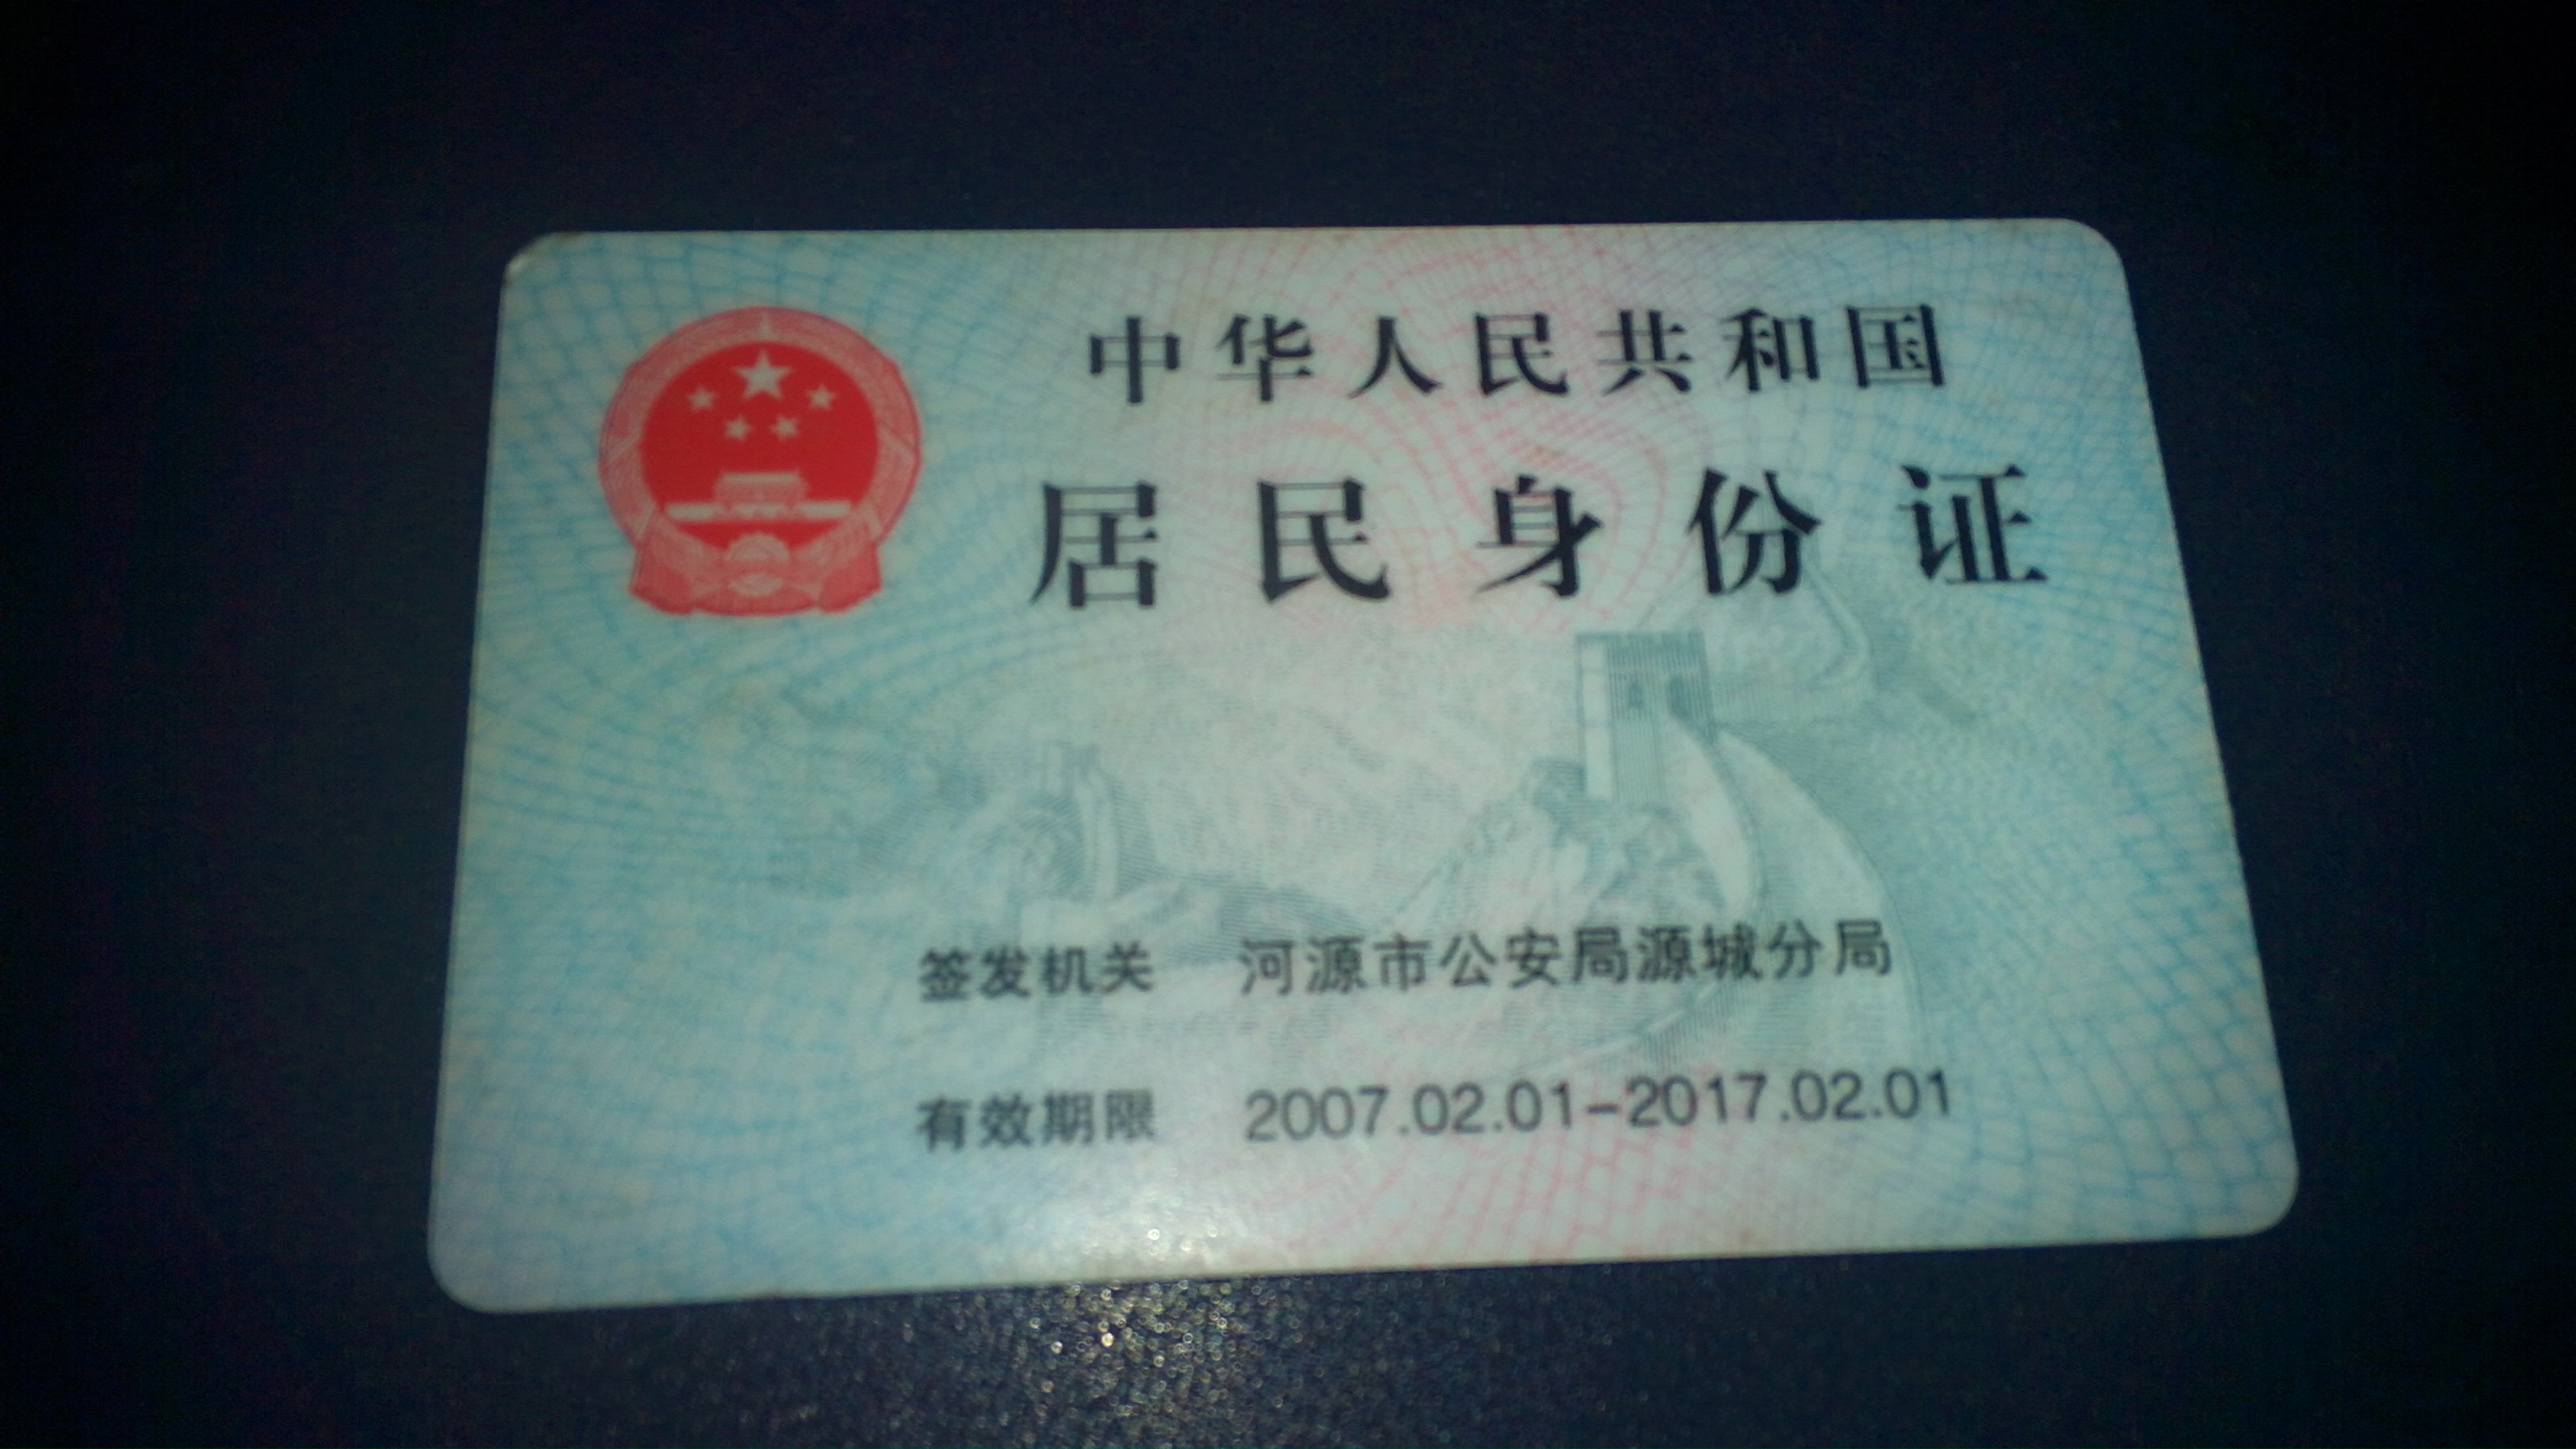 中华人民共和国
居民身份证
签发机关 河源市公安局源城分局
有效期限 2007.02.01-2017.02.01